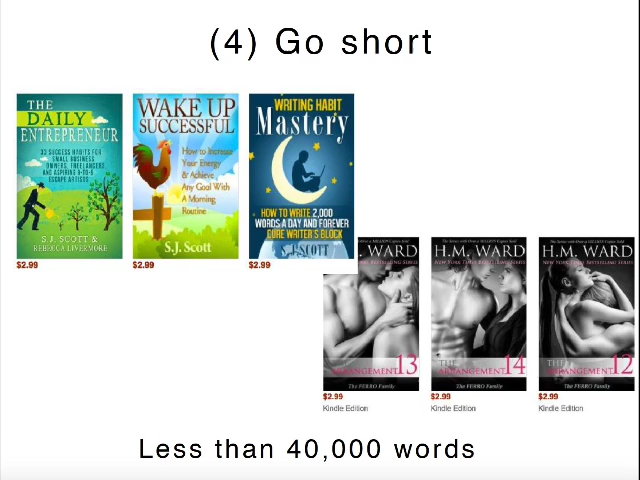 (4) Go short
THE
DAILY
ENTREPRENEUR
33 SUCCESS HABITS FOR
SMALL BUSINESS
OWNERS, FREELANCERS
AND ASPIRING 9-TO-5
ESCAPE ARTISTS
S.J. SCOTT &
REBECCA LIVERMORE
$2.99
WAKE UP
SUCCESSFUL
How to Increase
Your Energy
& Achieve
Any Goal With
A Morning
Routine
S.J. Scott
$2.99
WRITING HABIT
Mastery
HOW TO WRITE 2,000
WORDS A DAY AND FOREVER
CURE WRITER'S BLOCK
S.J. SCOTT
$2.99
. WARD
BESTSELLING SERIES
ARRANGEMENT 13
The FERRO Family
$2.99
Kindle Edition
H.M. WARD
NEW YORK TIMES BESTSELLING SERIES
THE
ARRANGEMENT 14
The FERRO Family
$2.99
Kindle Edition
H.M. WARD
NEW YORK TIMES BESTSELLING SERIES
THE
ARRANGEMENT 12
The FERRO Family
$2.99
Kindle Edition
Less than 40,000 words